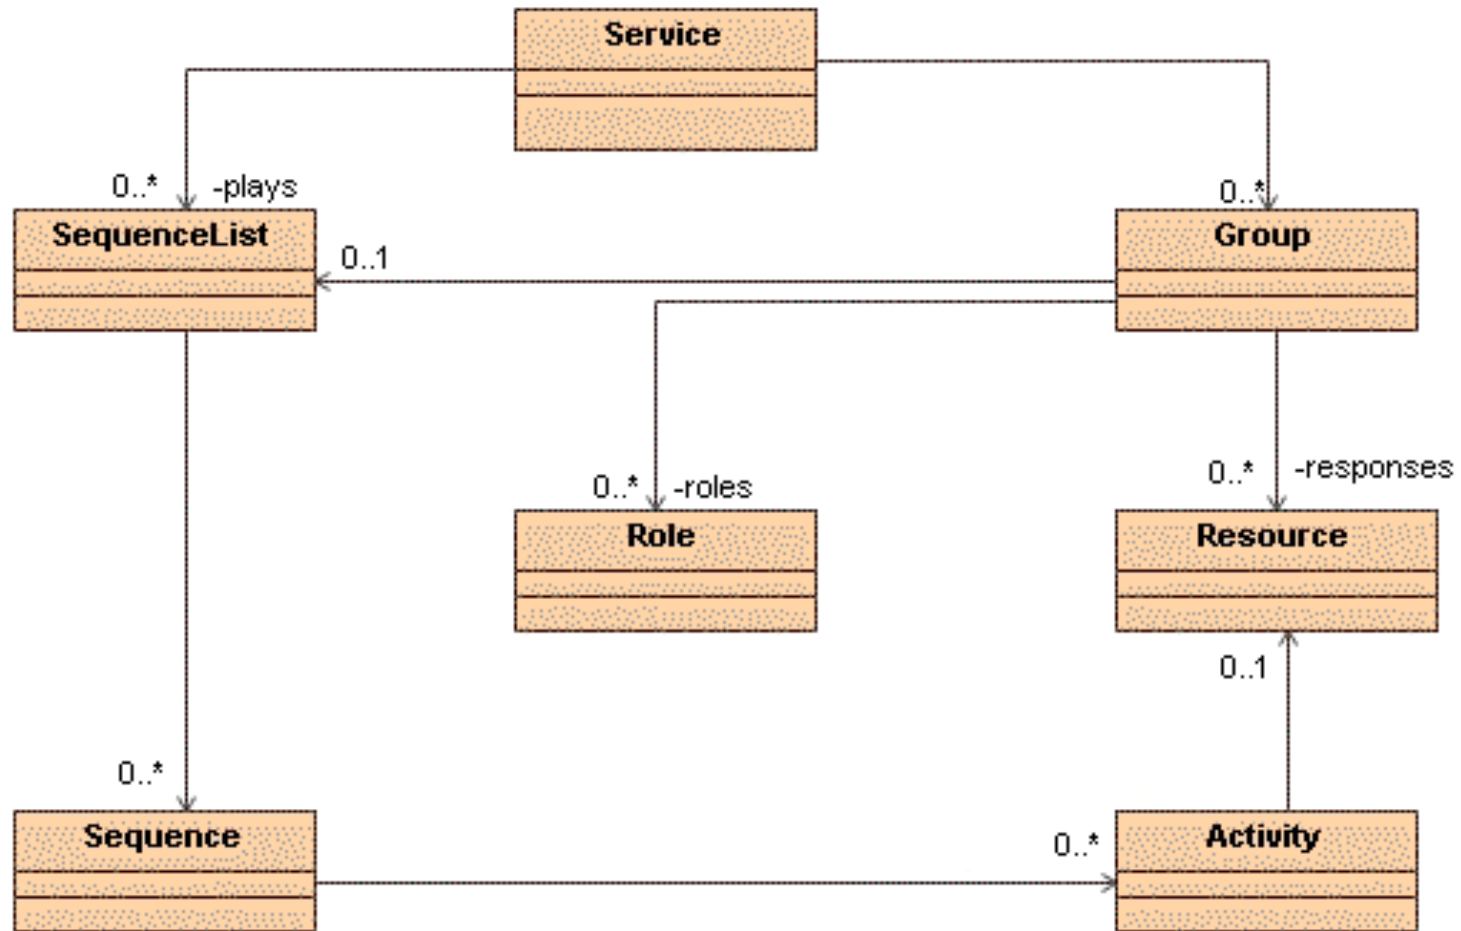 Service
0..* -plays
0..*
SequenceList
Group
0..1
0..* -roles
0..* -responses
Role
Resource
0..1
0..*
Sequence
0..*
Activity